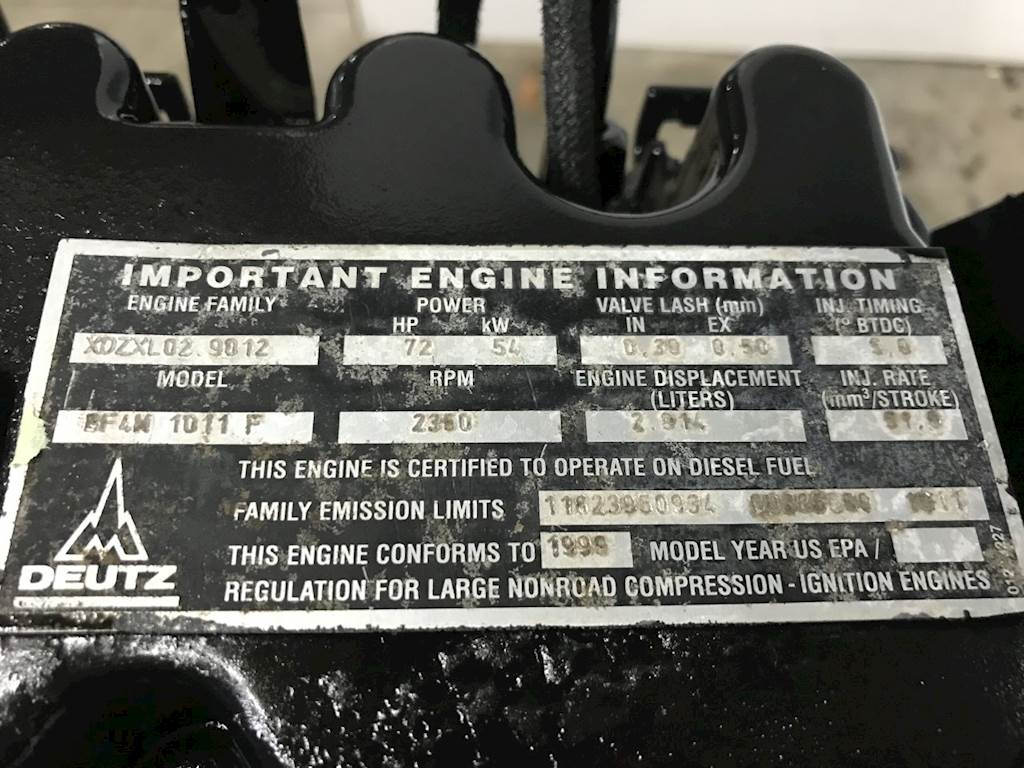 IMPORTANT ENGINE INFORMATION
ENGINE FAMILY POWER VALVE LASH (mm) INJ. TIMING
HP kW IN EX (° BTDC)
XDZXL02.9012 72 54 0.30 0.50
MODEL RPM ENGINE DISPLACEMENT INJ. RATE
(LITERS) (mm³/STROKE)
BF4M 1011 F 2.914
THIS ENGINE IS CERTIFIED TO OPERATE ON DIESEL FUEL
FAMILY EMISSION LIMITS 1011
THIS ENGINE CONFORMS TO 1999 MODEL YEAR US EPA /
REGULATION FOR LARGE NONROAD COMPRESSION - IGNITION ENGINES
DEUTZ